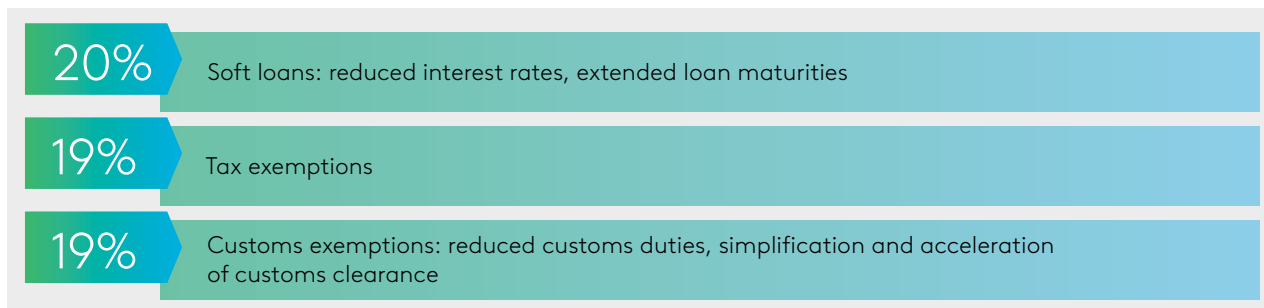 20%
Soft loans: reduced interest rates, extended loan maturities
19%
Tax exemptions
19%
Customs exemptions: reduced customs duties, simplification and acceleration
of customs clearance